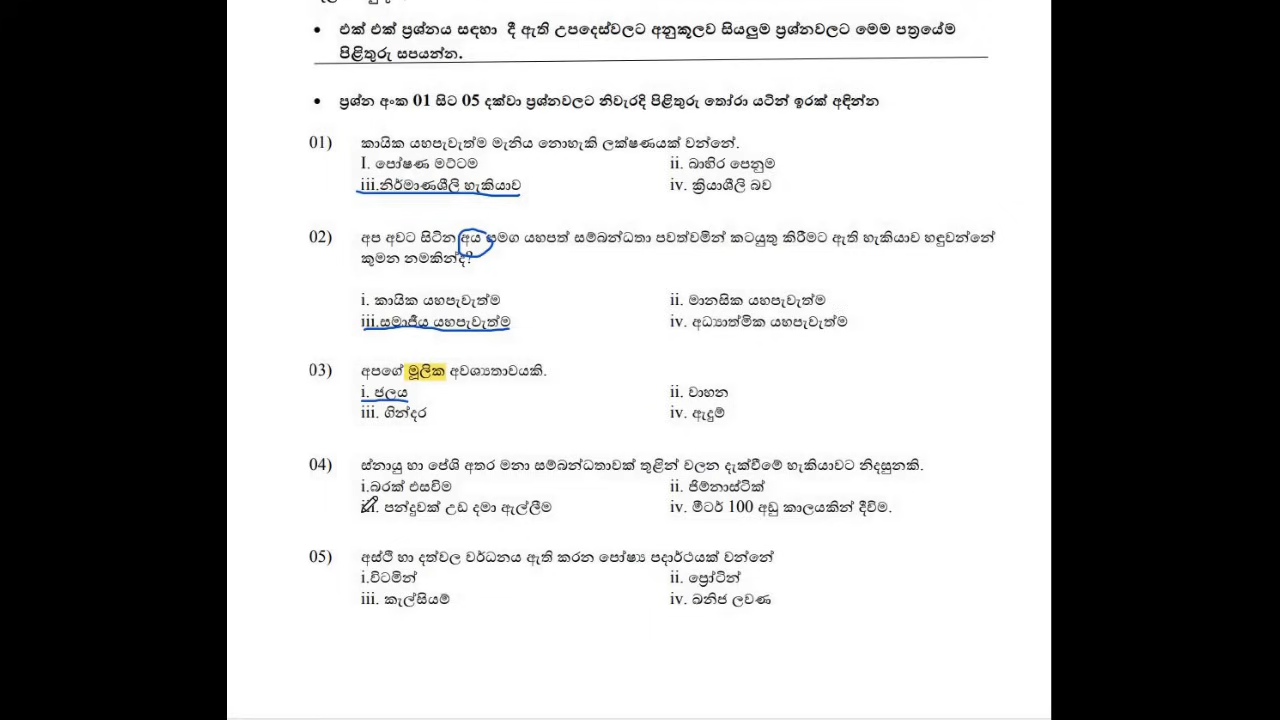 • එක් එක් ප්‍රශ්නය සඳහා දී ඇති උපදෙස්වලට අනුකූලව සියලුම ප්‍රශ්නවලට මෙම පත්‍රයේම
පිළිතුරු සපයන්න.
• ප්‍රශ්න අංක 01 සිට 05 දක්වා ප්‍රශ්නවලට නිවැරදි පිළිතුරු තෝරා යටින් ඉරක් අඳින්න
01) කායික යහපැවැත්ම මැනිය නොහැකි ලක්ෂණයක් වන්නේ.
I. පෝෂණ මට්ටම ii. බාහිර පෙනුම
iii.නිර්මාණශීලි හැකියාව iv. ක්‍රියාශීලි බව
02) අප අවට සිටින අය සමග යහපත් සම්බන්ධතා පවත්වමින් කටයුතු කිරීමට ඇති හැකියාව හඳුවන්නේ
කුමන නමකින්ද?
i. කායික යහපැවැත්ම ii. මානසික යහපැවැත්ම
iii.සමාජීය යහපැවැත්ම iv. අධ්‍යාත්මික යහපැවැත්ම
03) අපගේ මූලික අවශ්‍යතාවයකි.
i. ජලය ii. වාහන
iii. ගින්දර iv. ඇඳුම්
04) ස්නායු හා පේශි අතර මනා සම්බන්ධතාවක් තුළින් චලන දැක්වීමේ හැකියාවට නිදසුනකි.
i.බරක් එසවිම ii. ජිම්නාස්ටික්
iii. පන්දුවක් උඩ දමා ඇල්ලීම iv. මීටර් 100 අඩු කාලයකින් දිවීම.
05) අස්ථි හා දත්වල වර්ධනය ඇති කරන පෝෂ්‍ය පදාර්ථයක් වන්නේ
i.විටමින් ii. ප්‍රෝටීන්
iii. කැල්සියම් iv. ඛනිජ ලවණ